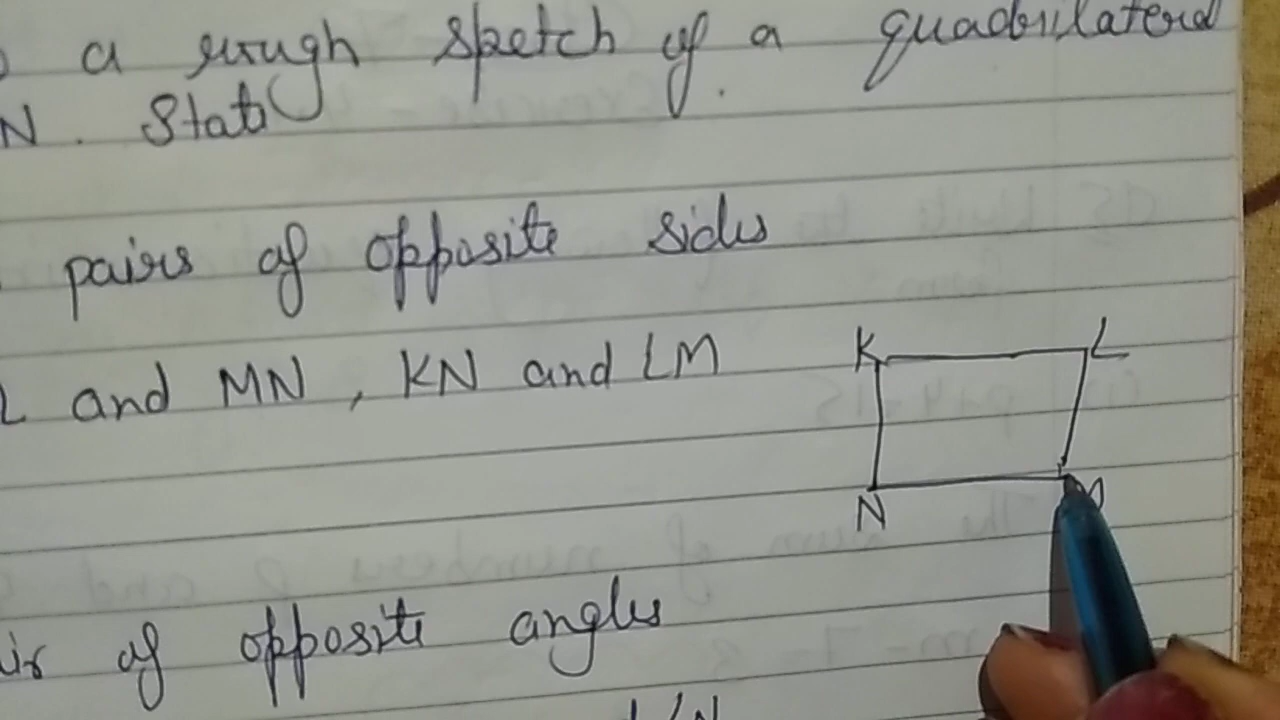 a rough sketch of a quadrilateral
N. State
pairs of opposite sides
L and MN, KN and LM
K L
N M
of opposite angles